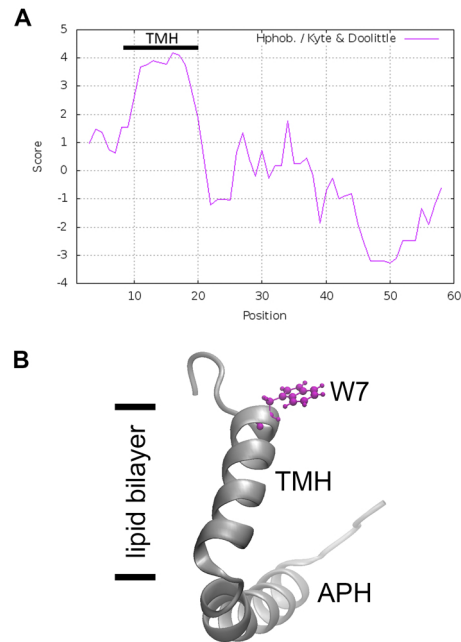 A
TMH
Hphob. / Kyte & Doolittle
5
4
3
2
1
0
-1
-2
-3
-4
Score
10
20
30
40
50
60
Position
B
W7
lipid bilayer
TMH
APH